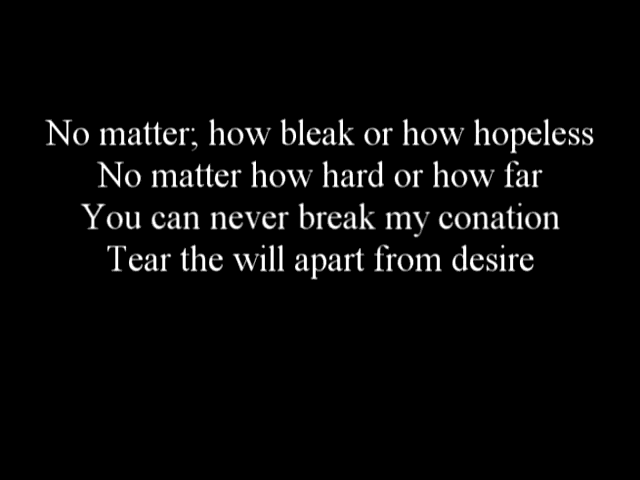 No matter; how bleak or how hopeless
No matter how hard or how far
You can never break my conation
Tear the will apart from desire